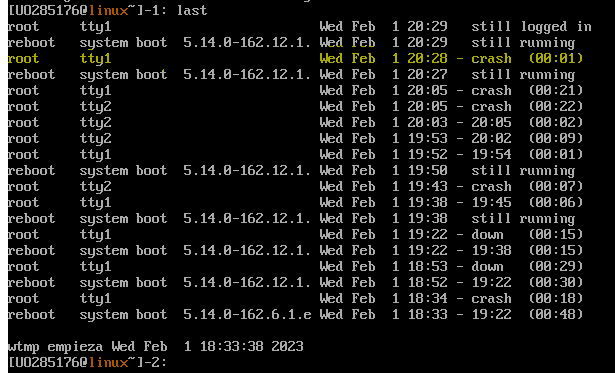 [UO285176@linux~]-1: last
root     tty1                          Wed Feb  1 20:29   still logged in
reboot   system boot  5.14.0-162.12.1. Wed Feb  1 20:29   still running
root     tty1                          Wed Feb  1 20:28 - crash  (00:01)
reboot   system boot  5.14.0-162.12.1. Wed Feb  1 20:27   still running
root     tty1                          Wed Feb  1 20:05 - crash  (00:21)
root     tty2                          Wed Feb  1 20:05 - crash  (00:22)
root     tty2                          Wed Feb  1 20:03 - 20:05  (00:02)
root     tty2                          Wed Feb  1 19:53 - 20:02  (00:09)
root     tty1                          Wed Feb  1 19:52 - 19:54  (00:01)
reboot   system boot  5.14.0-162.12.1. Wed Feb  1 19:50   still running
root     tty2                          Wed Feb  1 19:43 - crash  (00:07)
root     tty1                          Wed Feb  1 19:38 - 19:45  (00:06)
reboot   system boot  5.14.0-162.12.1. Wed Feb  1 19:38   still running
root     tty1                          Wed Feb  1 19:22 - down   (00:15)
reboot   system boot  5.14.0-162.12.1. Wed Feb  1 19:22 - 19:38  (00:15)
root     tty1                          Wed Feb  1 18:53 - down   (00:29)
reboot   system boot  5.14.0-162.12.1. Wed Feb  1 18:52 - 19:22  (00:30)
root     tty1                          Wed Feb  1 18:34 - crash  (00:18)
reboot   system boot  5.14.0-162.6.1.e Wed Feb  1 18:33 - 19:22  (00:48)
wtmp empieza Wed Feb  1 18:33:38 2023
[UO285176@linux~]-2: